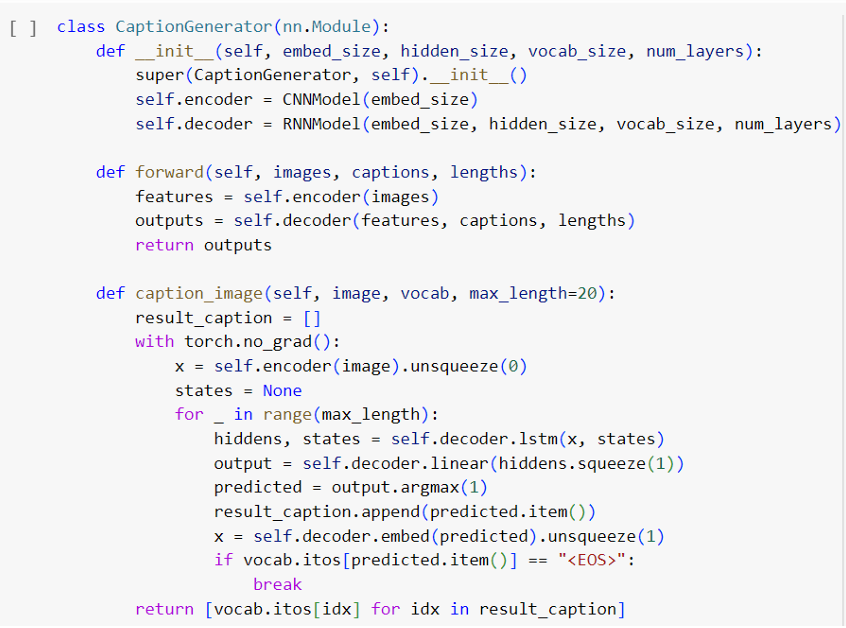 [ ] class CaptionGenerator(nn.Module):
def __init__(self, embed_size, hidden_size, vocab_size, num_layers):
super(CaptionGenerator, self).__init__()
self.encoder = CNNModel(embed_size)
self.decoder = RNNModel(embed_size, hidden_size, vocab_size, num_layers)
def forward(self, images, captions, lengths):
features = self.encoder(images)
outputs = self.decoder(features, captions, lengths)
return outputs
def caption_image(self, image, vocab, max_length=20):
result_caption = []
with torch.no_grad():
x = self.encoder(image).unsqueeze(0)
states = None
for _ in range(max_length):
hiddens, states = self.decoder.lstm(x, states)
output = self.decoder.linear(hiddens.squeeze(1))
predicted = output.argmax(1)
result_caption.append(predicted.item())
x = self.decoder.embed(predicted).unsqueeze(1)
if vocab.itos[predicted.item()] == "<EOS>":
break
return [vocab.itos[idx] for idx in result_caption]